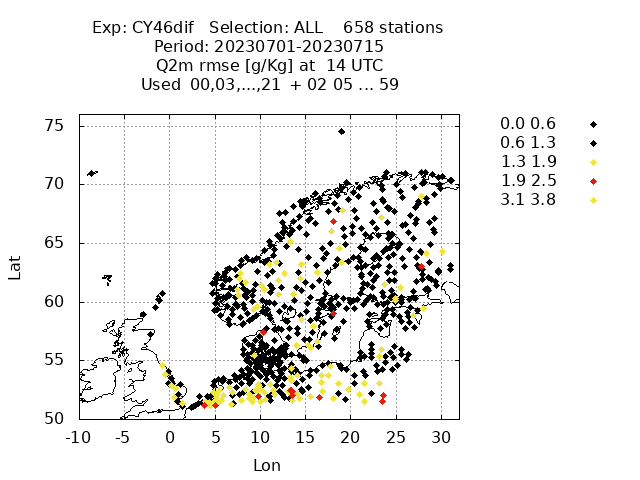 Exp: CY46dif   Selection: ALL    658 stations
Period: 20230701-20230715
Q2m rmse [g/Kg] at  14 UTC
Used  00,03,...,21  + 02 05 ... 59
0.0 0.6
0.6 1.3
1.3 1.9
1.9 2.5
3.1 3.8
75
70
65
60
55
50
Lat
-10 -5 0 5 10 15 20 25 30
Lon